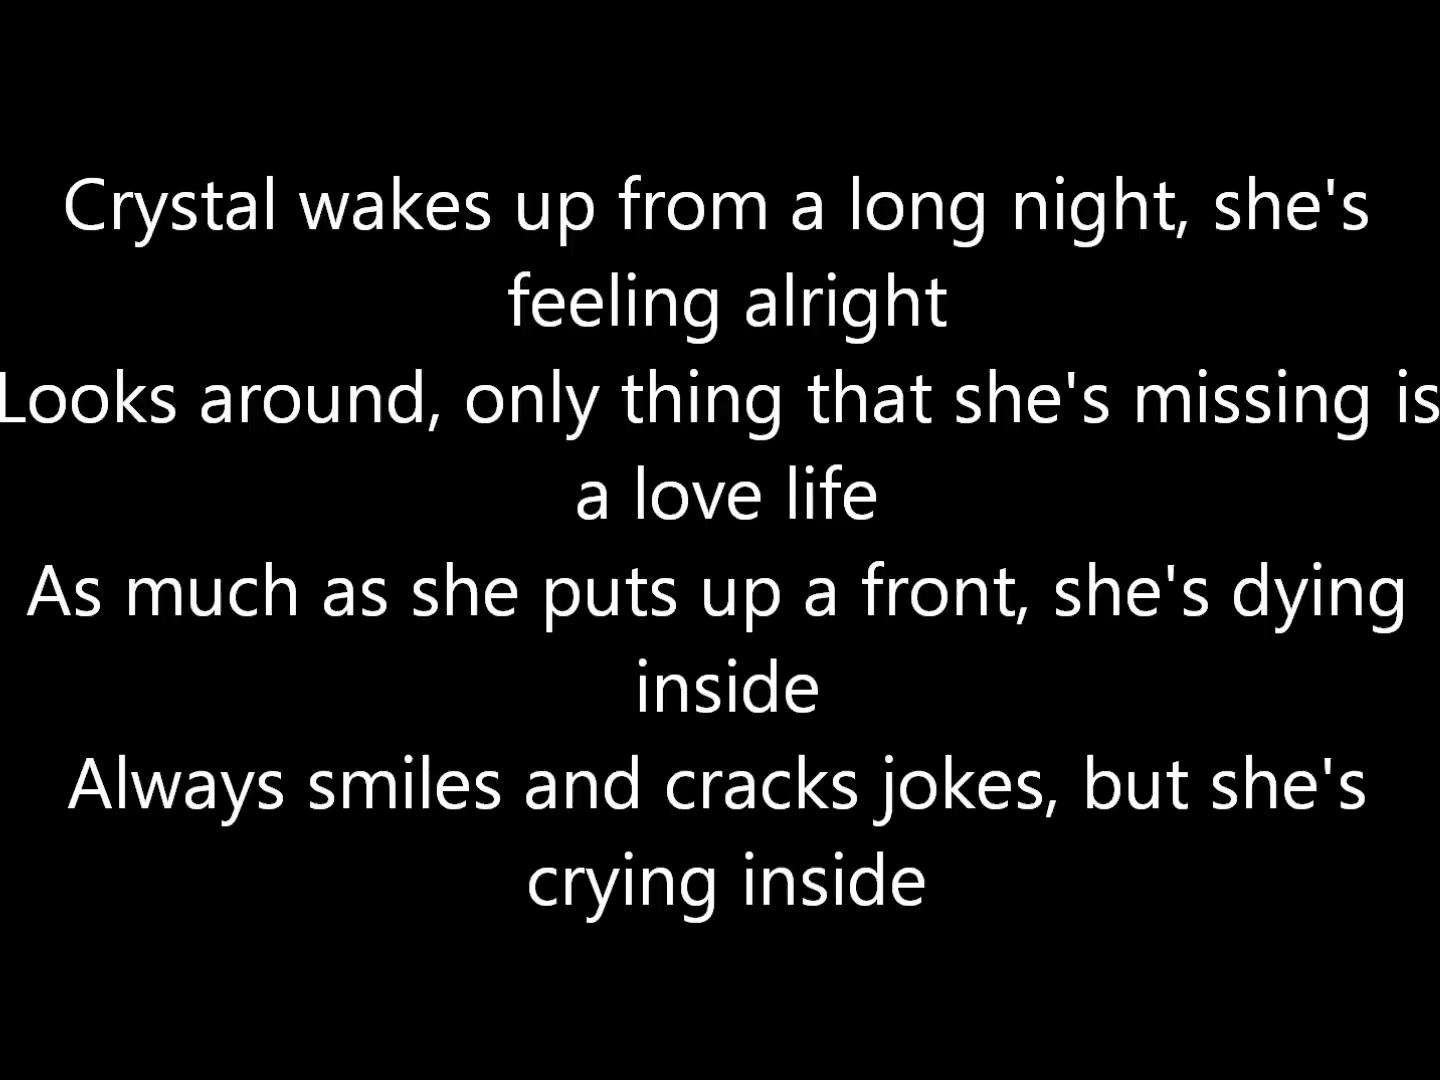 Crystal wakes up from a long night, she's
feeling alright
Looks around, only thing that she's missing is
a love life
As much as she puts up a front, she's dying
inside
Always smiles and cracks jokes, but she's
crying inside